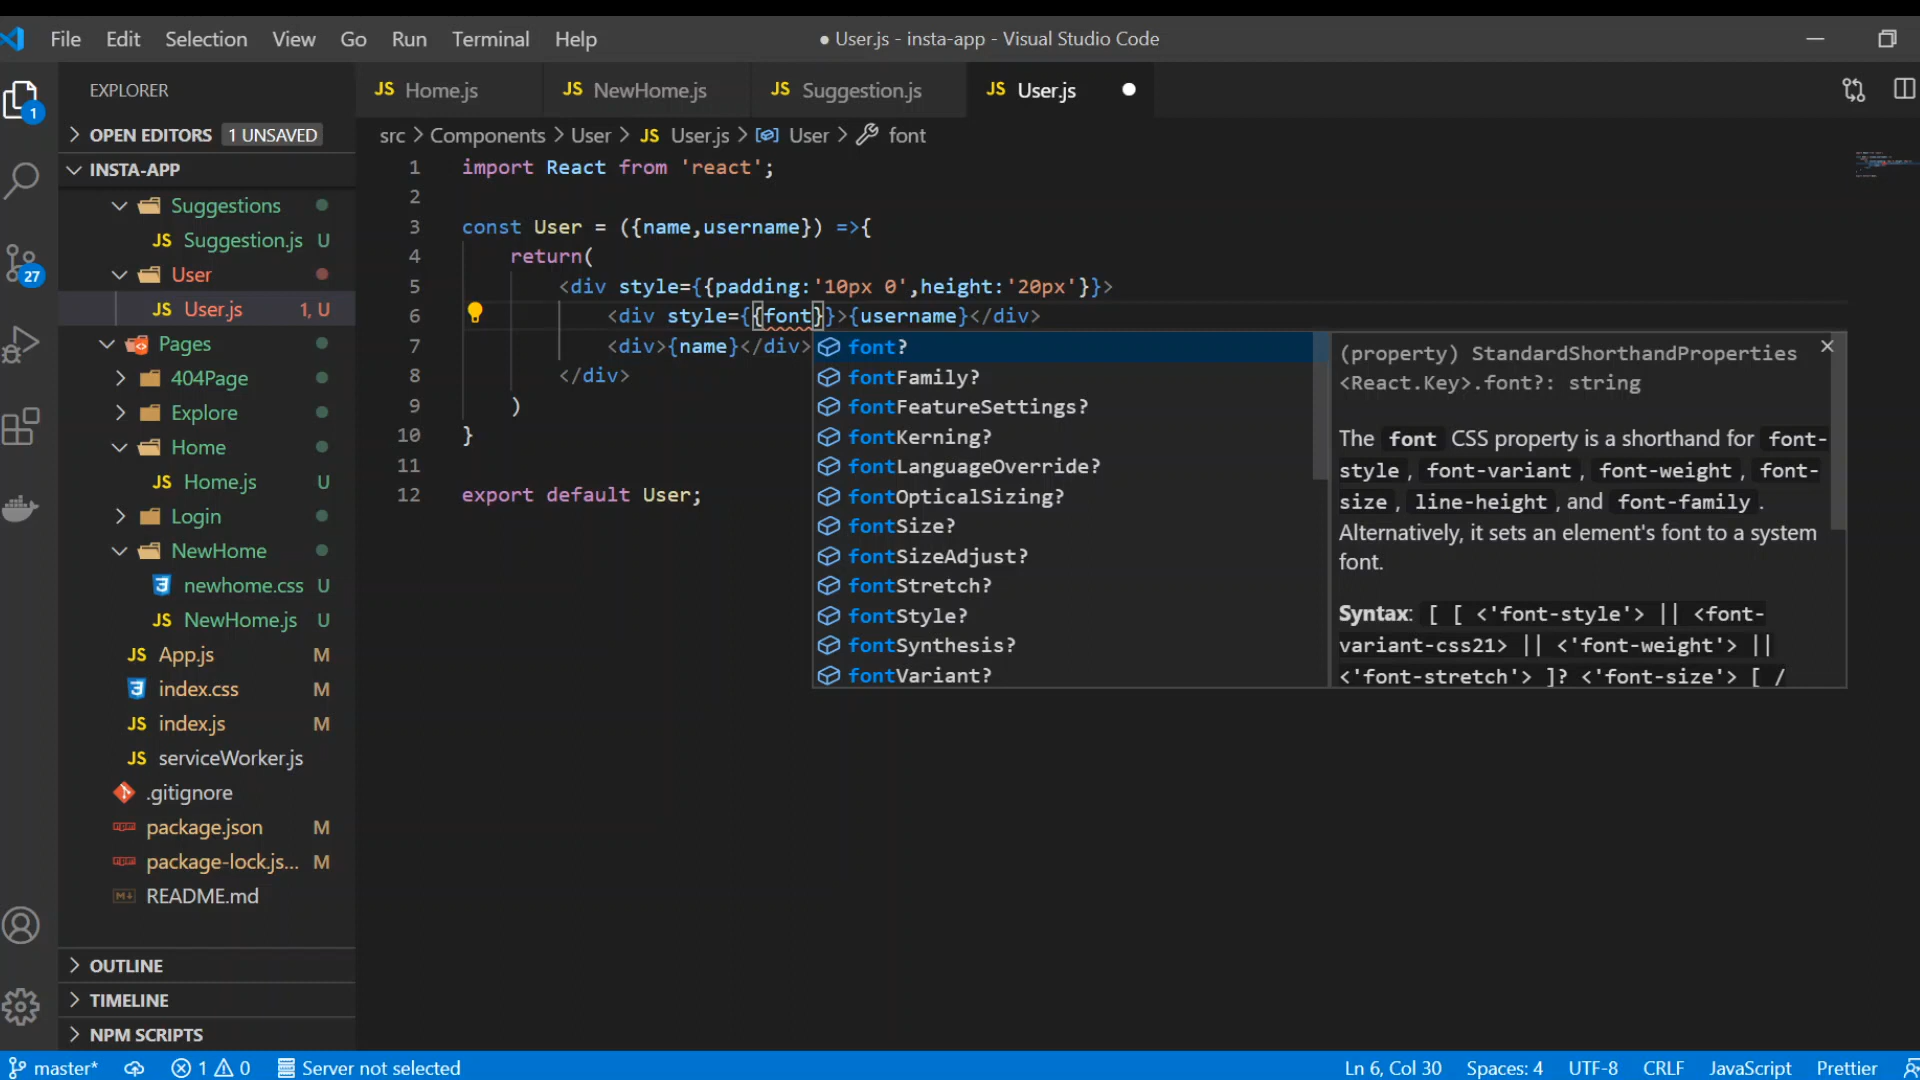 File Edit Selection View Go Run Terminal Help
● User.js - insta-app - Visual Studio Code
EXPLORER
1
OPEN EDITORS 1 UNSAVED
INSTA-APP
Suggestions
JS Suggestion.js U
27
User
JS User.js 1, U
Pages
404Page
Explore
Home
JS Home.js U
Login
NewHome
newhome.css U
JS NewHome.js U
JS App.js M
index.css M
JS index.js M
JS serviceWorker.js
.gitignore
package.json M
package-lock.js... M
README.md
OUTLINE
TIMELINE
NPM SCRIPTS
JS Home.js JS NewHome.js JS Suggestion.js JS User.js
src > Components > User > JS User.js > User > font
1 import React from 'react';
2
3 const User = ({name,username}) =>{
4 return(
5 <div style={{padding:'10px 0',height:'20px'}}>
6 <div style={{font}}>{username}</div>
7 <div>{name}</div>
8 </div>
9 )
10 }
11
12 export default User;
font?
fontFamily?
fontFeatureSettings?
fontKerning?
fontLanguageOverride?
fontOpticalSizing?
fontSize?
fontSizeAdjust?
fontStretch?
fontStyle?
fontSynthesis?
fontVariant?
(property) StandardShorthandProperties
<React.Key>.font?: string
The font CSS property is a shorthand for font-
style, font-variant, font-weight, font-
size, line-height, and font-family.
Alternatively, it sets an element's font to a system
font.
Syntax: [ [ <'font-style'> || <font-
variant-css21> || <'font-weight'> ||
<'font-stretch'> ]? <'font-size'> [ /
master* 1 0 Server not selected Ln 6, Col 30 Spaces: 4 UTF-8 CRLF JavaScript Prettier